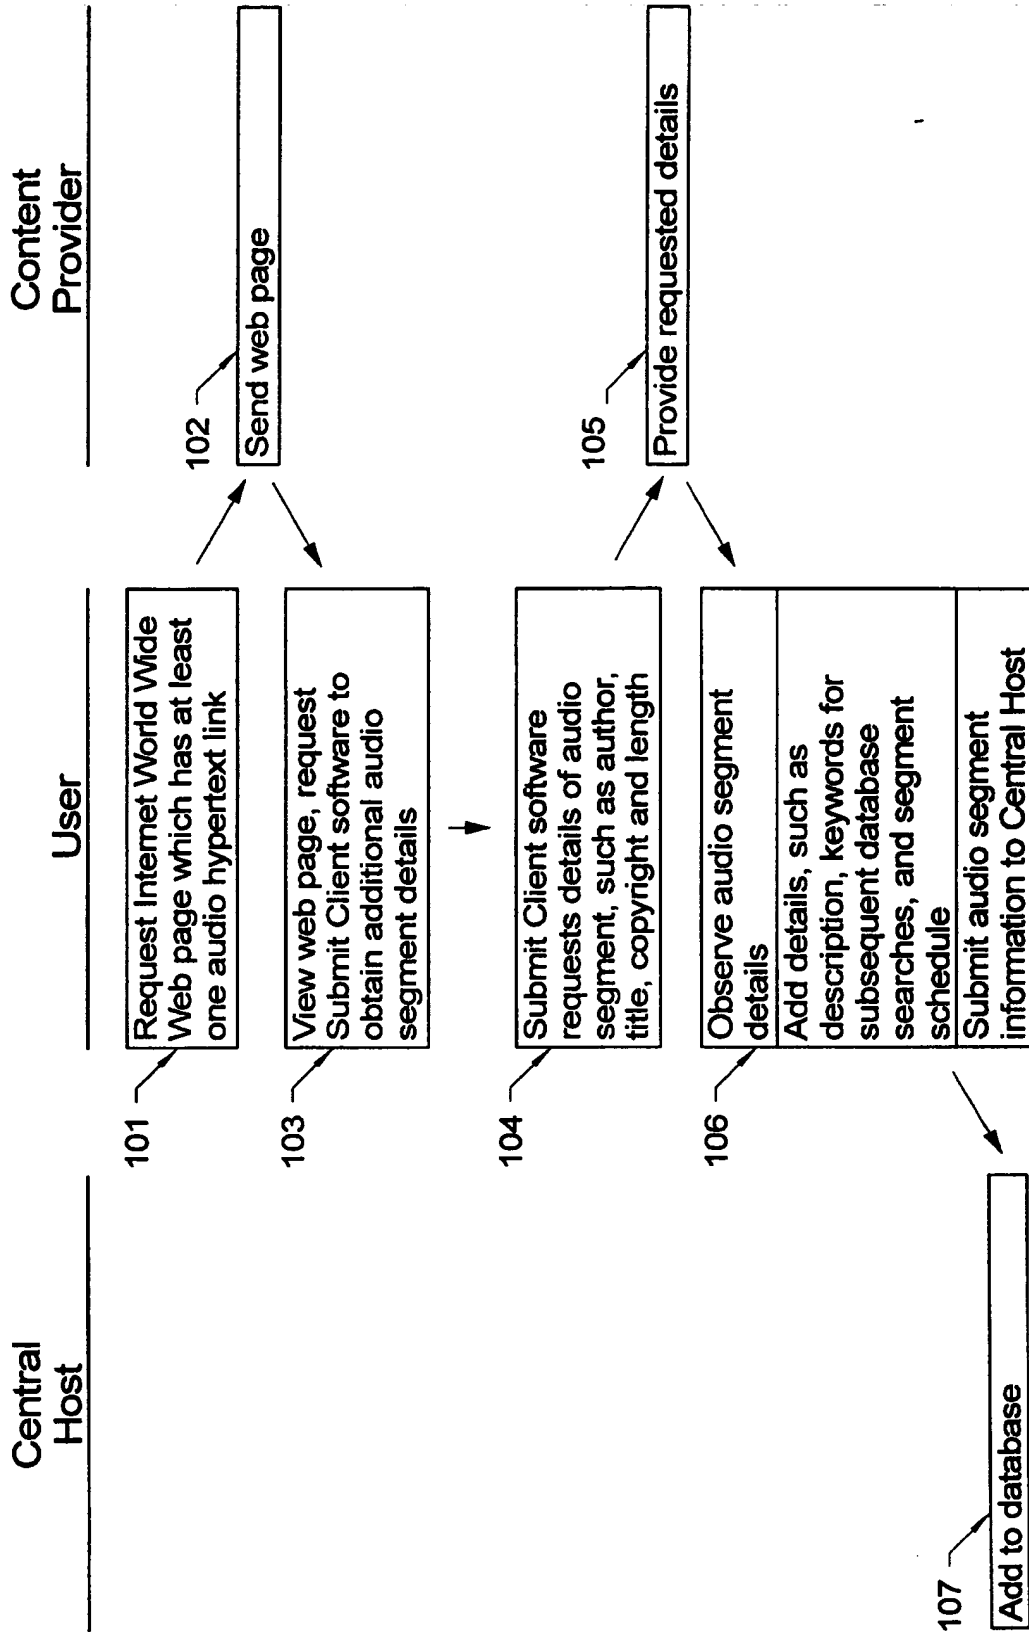 Central
Host
User
Content
Provider
101
Request Internet World Wide
Web page which has at least
one audio hypertext link
102
Send web page
103
View web page, request
Submit Client software to
obtain additional audio
segment details
104
Submit Client software
requests details of audio
segment, such as author,
title, copyright and length
105
Provide requested details
106
Observe audio segment
details
Add details, such as
description, keywords for
subsequent database
searches, and segment
schedule
Submit audio segment
information to Central Host
107
Add to database